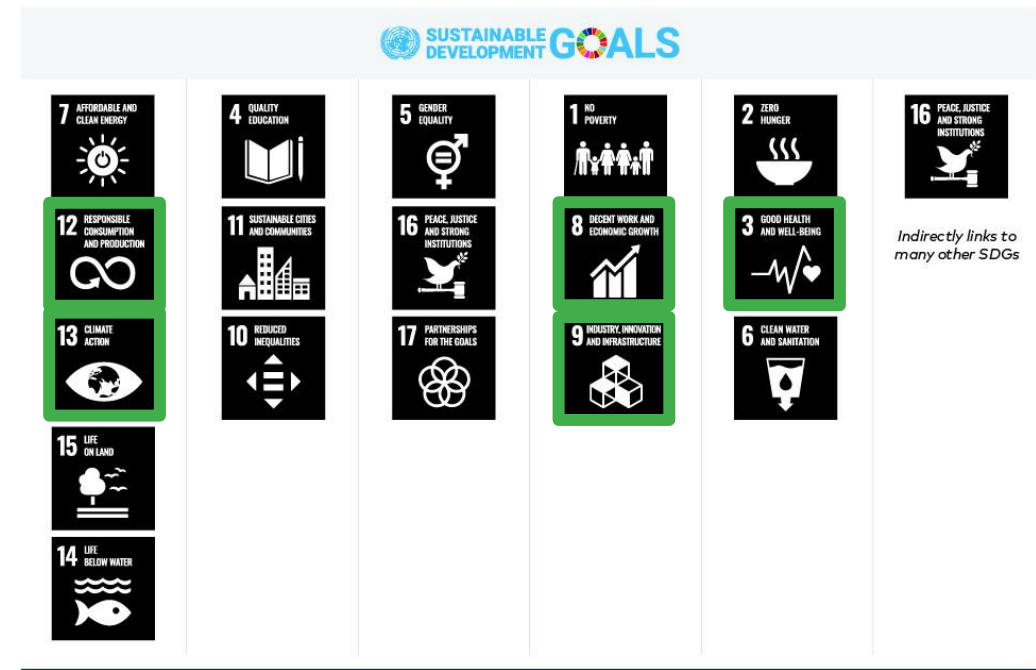 SUSTAINABLE
DEVELOPMENT
GOALS
7 AFFORDABLE AND
CLEAN ENERGY
12 RESPONSIBLE
CONSUMPTION
AND PRODUCTION
13 CLIMATE
ACTION
15 LIFE
ON LAND
14 LIFE
BELOW WATER
4 QUALITY
EDUCATION
11 SUSTAINABLE CITIES
AND COMMUNITIES
10 REDUCED
INEQUALITIES
5 GENDER
EQUALITY
16 PEACE, JUSTICE
AND STRONG
INSTITUTIONS
17 PARTNERSHIPS
FOR THE GOALS
1 NO
POVERTY
8 DECENT WORK AND
ECONOMIC GROWTH
9 INDUSTRY, INNOVATION
AND INFRASTRUCTURE
2 ZERO
HUNGER
3 GOOD HEALTH
AND WELL-BEING
6 CLEAN WATER
AND SANITATION
16 PEACE, JUSTICE
AND STRONG
INSTITUTIONS
Indirectly links to
many other SDGs